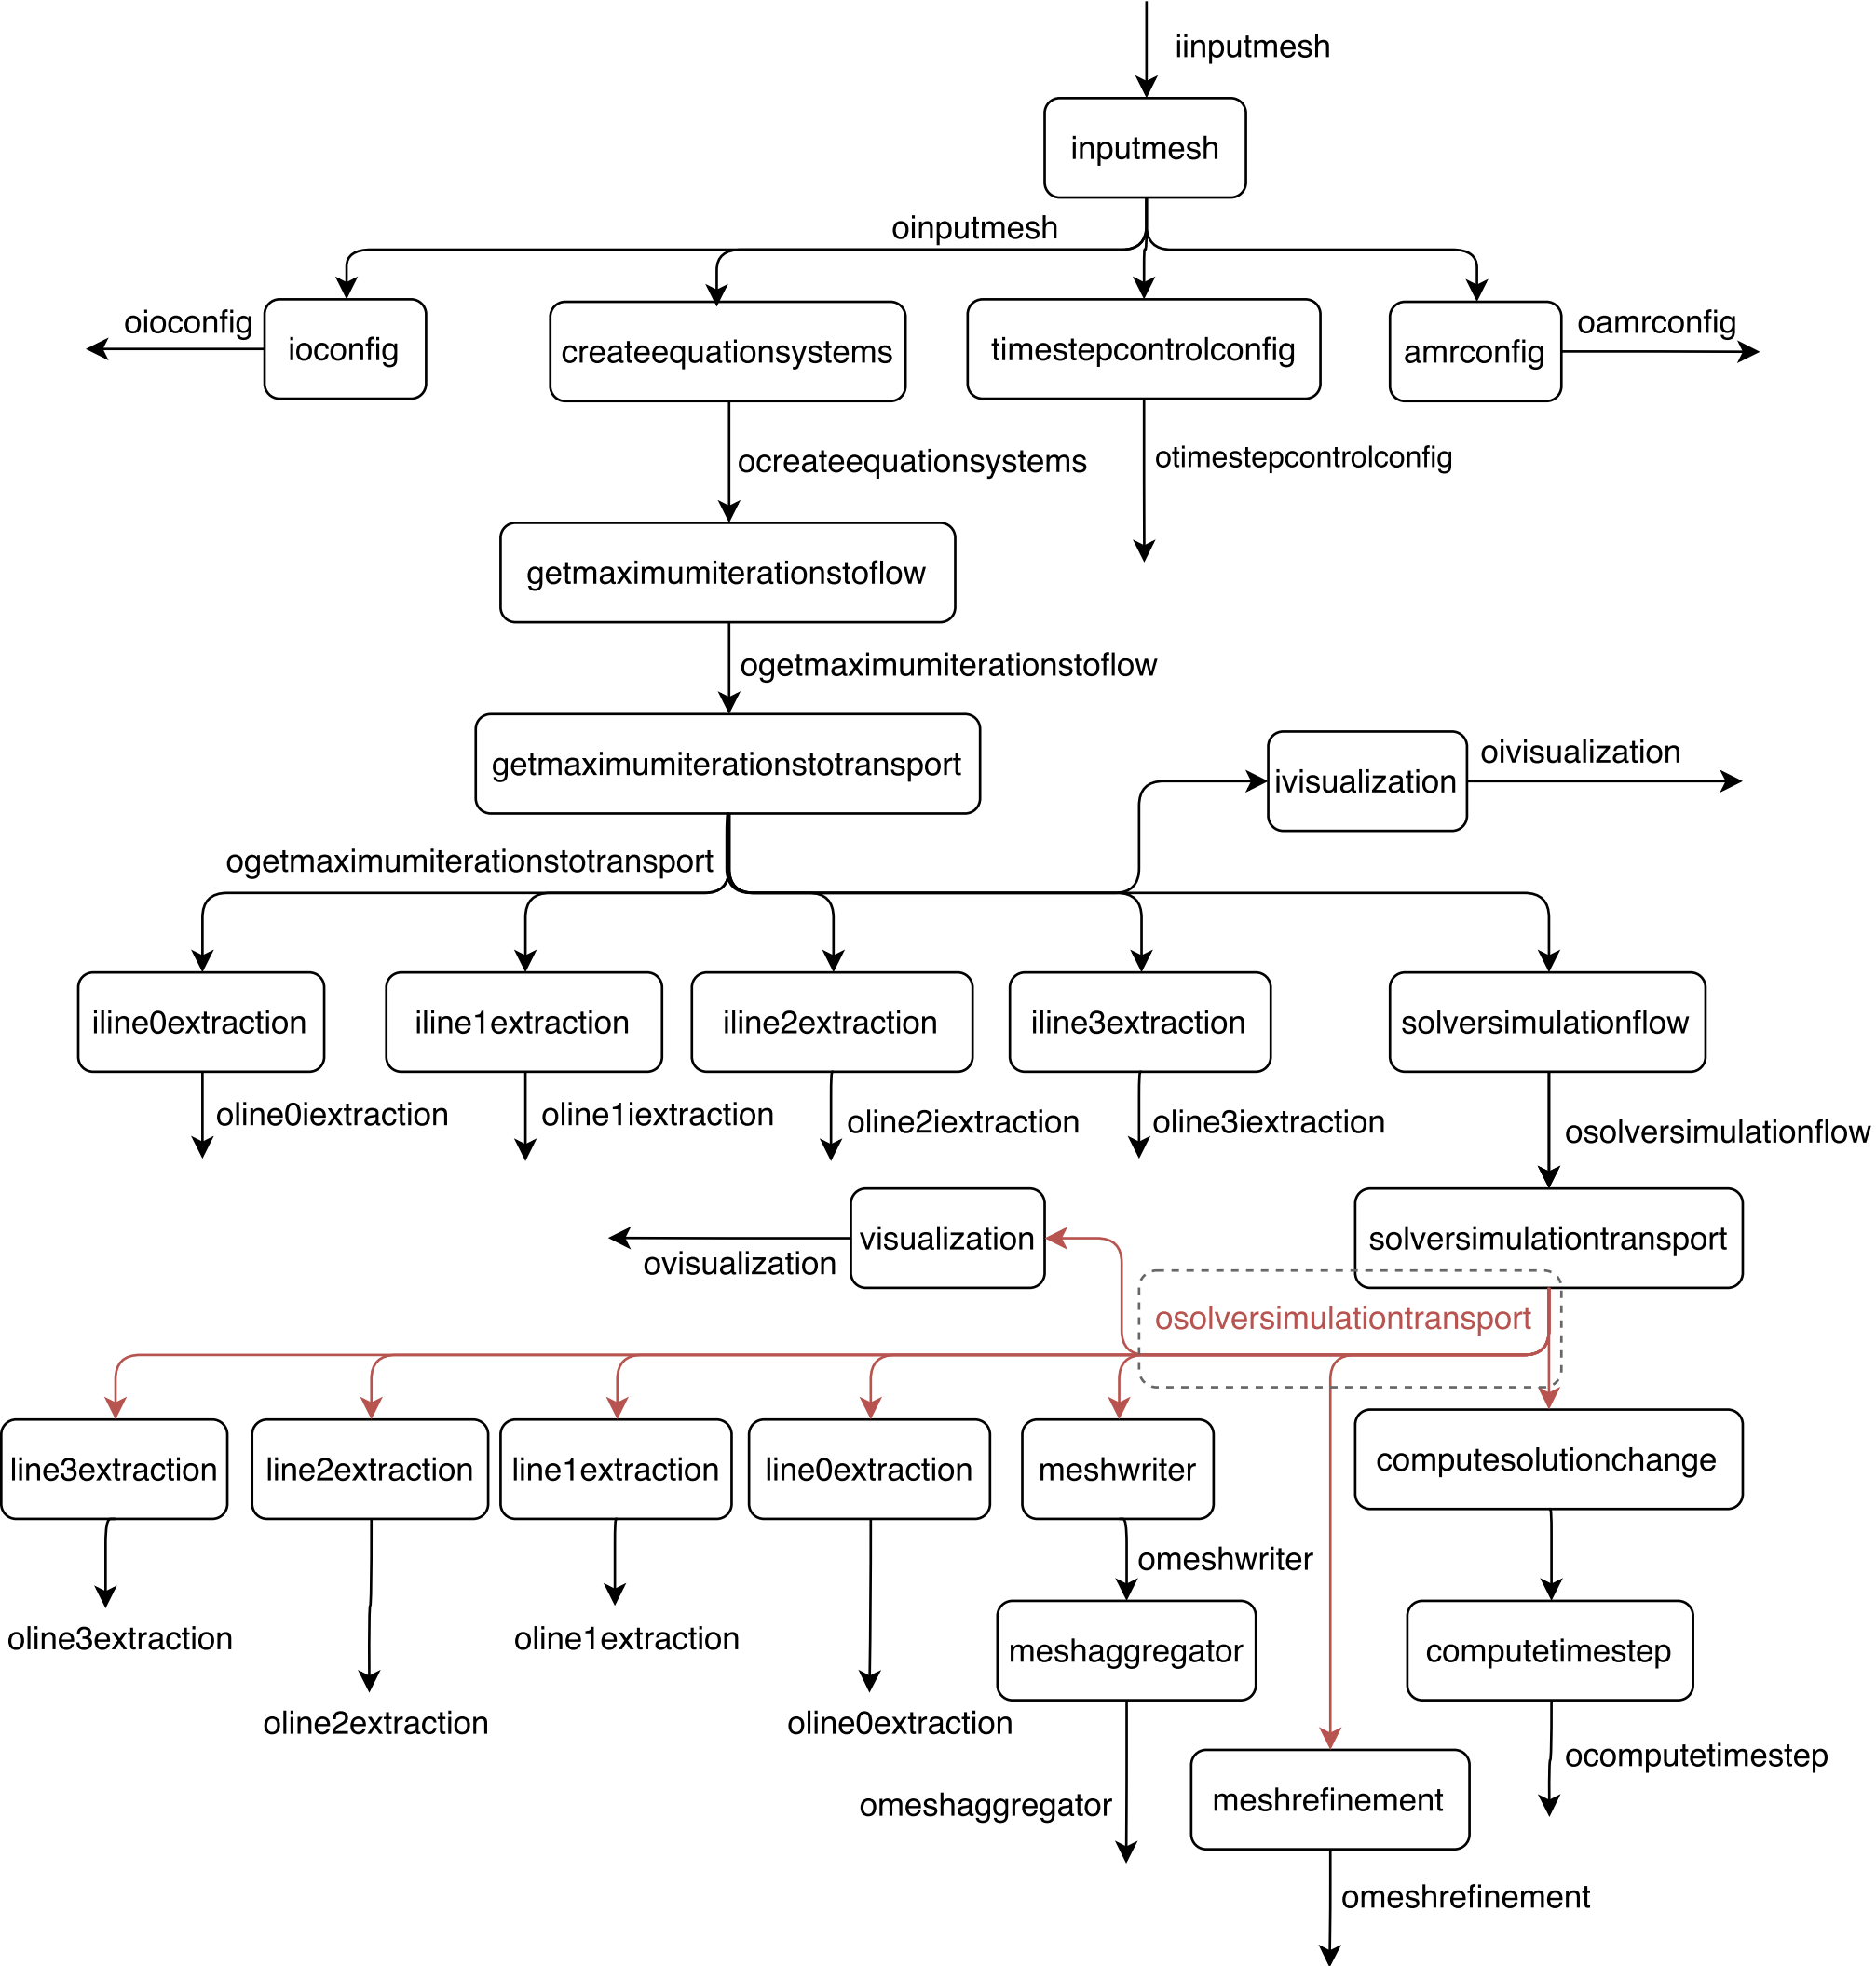 iinputmesh
inputmesh
oinputmesh
oioconfig
ioconfig
createequationsystems
timestepcontrolconfig
amrconfig
oamrconfig
ocreateequationsystems
otimestepcontrolconfig
getmaximumiterationstoflow
ogetmaximumiterationstoflow
getmaximumiterationstotransport
ivisualization
oivisualization
ogetmaximumiterationstotransport
iline0extraction
iline1extraction
iline2extraction
iline3extraction
solversimulationflow
oline0iextraction
oline1iextraction
oline2iextraction
oline3iextraction
osolversimulationflow
visualization
solversimulationtransport
ovisualization
osolversimulationtransport
line3extraction
line2extraction
line1extraction
line0extraction
meshwriter
computesolutionchange
omeshwriter
oline3extraction
oline1extraction
meshaggregator
computetimestep
oline2extraction
oline0extraction
ocomputetimestep
omeshaggregator
meshrefinement
omeshrefinement